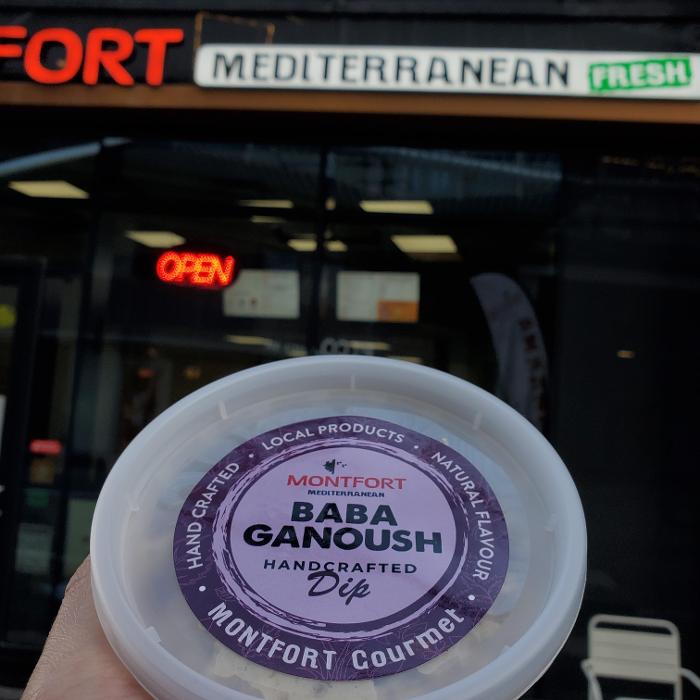 FORT
MEDITERRANEAN FRESH
OPEN
HAND CRAFTED • LOCAL PRODUCTS • NATURAL FLAVOUR
MONTFORT
MEDITERRANEAN
BABA
GANOUSH
HANDCRAFTED
Dip
• MONTFORT Gourmet •